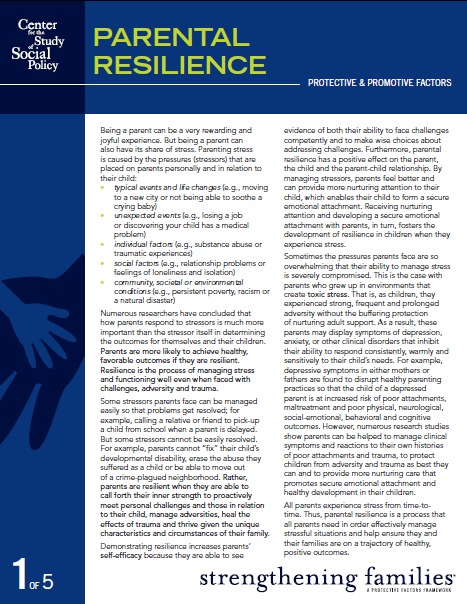 Center
for the
Study
of
Social
Policy
PARENTAL
RESILIENCE
PROTECTIVE & PROMOTIVE FACTORS
Being a parent can be a very rewarding and
joyful experience. But being a parent can
also have its share of stress. Parenting stress
is caused by the pressures (stressors) that are
placed on parents personally and in relation to
their child:
• typical events and life changes (e.g., moving
to a new city or not being able to soothe a
crying baby)
• unexpected events (e.g., losing a job
or discovering your child has a medical
problem)
• individual factors (e.g., substance abuse or
traumatic experiences)
• social factors (e.g., relationship problems or
feelings of loneliness and isolation)
• community, societal or environmental
conditions (e.g., persistent poverty, racism or
a natural disaster)
Numerous researchers have concluded that
how parents respond to stressors is much more
important than the stressor itself in determining
the outcomes for themselves and their children.
Parents are more likely to achieve healthy,
favorable outcomes if they are resilient.
Resilience is the process of managing stress
and functioning well even when faced with
challenges, adversity and trauma.
Some stressors parents face can be managed
easily so that problems get resolved; for
example, calling a relative or friend to pick-up
a child from school when a parent is delayed.
But some stressors cannot be easily resolved.
For example, parents cannot "fix" their child's
developmental disability, erase the abuse they
suffered as a child or be able to move out
of a crime-plagued neighborhood. Rather,
parents are resilient when they are able to
call forth their inner strength to proactively
meet personal challenges and those in relation
to their child, manage adversities, heal the
effects of trauma and thrive given the unique
characteristics and circumstances of their family.
Demonstrating resilience increases parents'
self-efficacy because they are able to see
evidence of both their ability to face challenges
competently and to make wise choices about
addressing challenges. Furthermore, parental
resilience has a positive effect on the parent,
the child and the parent-child relationship. By
managing stressors, parents feel better and
can provide more nurturing attention to their
child, which enables their child to form a secure
emotional attachment. Receiving nurturing
attention and developing a secure emotional
attachment with parents, in turn, fosters the
development of resilience in children when they
experience stress.
Sometimes the pressures parents face are so
overwhelming that their ability to manage stress
is severely compromised. This is the case with
parents who grew up in environments that
create toxic stress. That is, as children, they
experienced strong, frequent and prolonged
adversity without the buffering protection
of nurturing adult support. As a result, these
parents may display symptoms of depression,
anxiety, or other clinical disorders that inhibit
their ability to respond consistently, warmly and
sensitively to their child's needs. For example,
depressive symptoms in either mothers or
fathers are found to disrupt healthy parenting
practices so that the child of a depressed
parent is at increased risk of poor attachments,
maltreatment and poor physical, neurological,
social-emotional, behavioral and cognitive
outcomes. However, numerous research studies
show parents can be helped to manage clinical
symptoms and reactions to their own histories
of poor attachments and trauma, to protect
children from adversity and trauma as best they
can and to provide more nurturing care that
promotes secure emotional attachment and
healthy development in their children.
All parents experience stress from time-to-
time. Thus, parental resilience is a process that
all parents need in order effectively manage
stressful situations and help ensure they and
their families are on a trajectory of healthy,
positive outcomes.
1 OF 5
strengthening families
A PROTECTIVE FACTORS FRAMEWORK